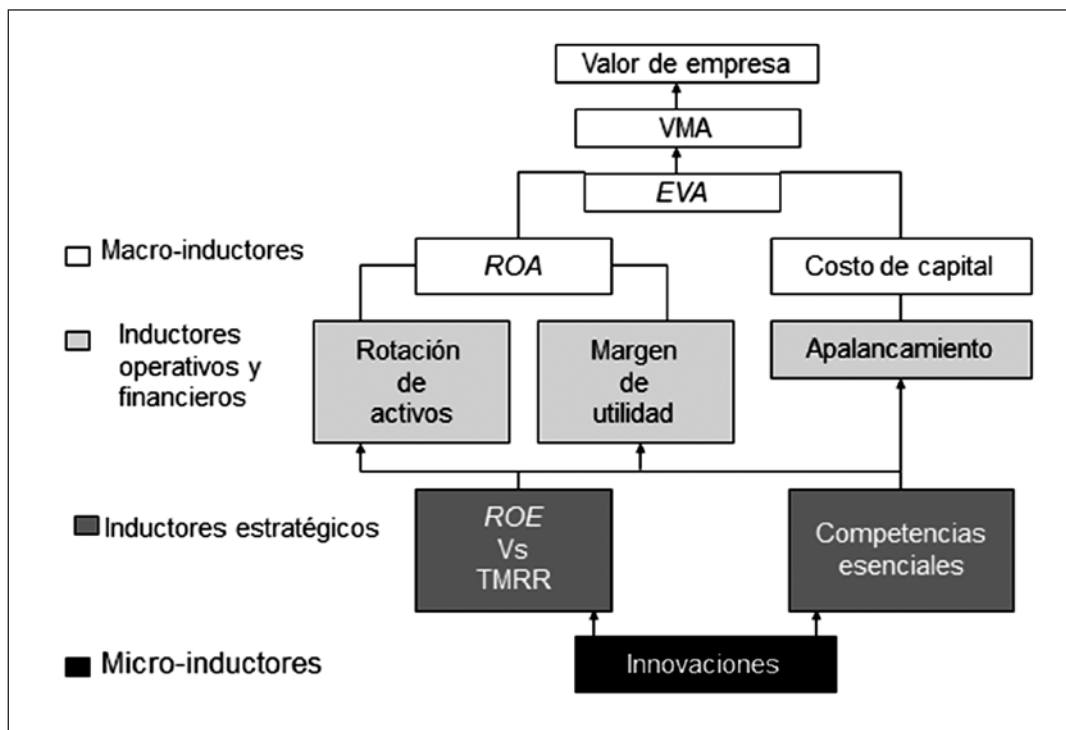 Valor de empresa
VMA
EVA
Macro-inductores
ROA
Costo de capital
Inductores
operativos y
financieros
Rotación
de
activos
Margen
de
utilidad
Apalancamiento
Inductores estratégicos
ROE
Vs
TMRR
Competencias
esenciales
Micro-inductores
Innovaciones